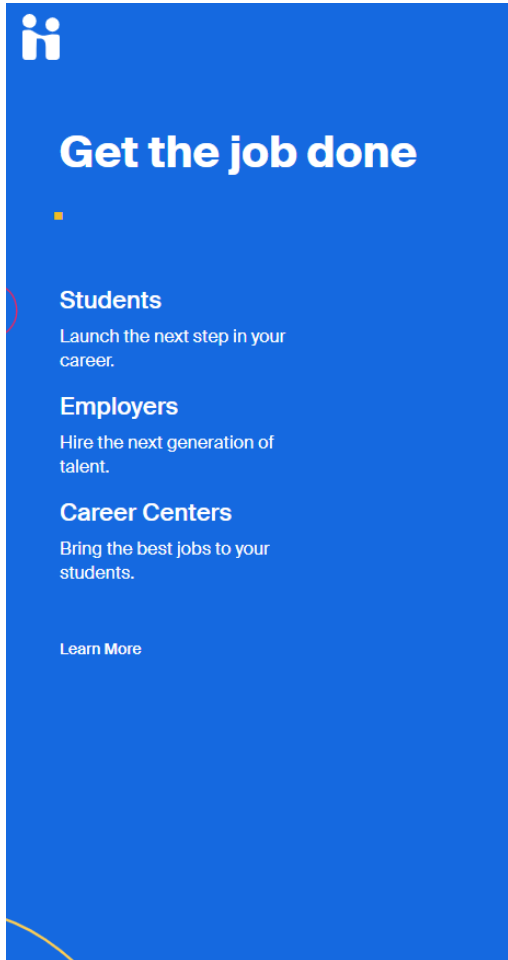 Get the job done
Students
Launch the next step in your
career.
Employers
Hire the next generation of
talent.
Career Centers
Bring the best jobs to your
students.
Learn More